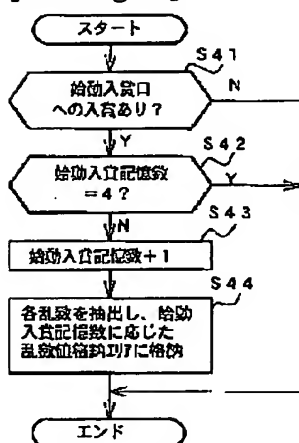 スタート
S41
始動入賞口
への入賞あり？
N
Y
S42
始動入賞記憶数
＝4？
Y
N
S43
始動入賞記憶数＋1
S44
各乱数を抽出し、始動
入賞記憶数に応じた
乱数値格納エリアに格納
エンド